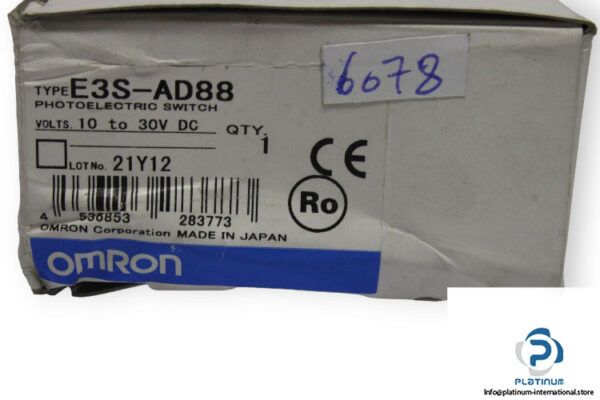 TYPE E3S-AD88
PHOTOELECTRIC SWITCH
VOLTS. 10 to 30V DC QTY.
1
LOT No. 21Y12
4 536853 283773
OMRON Corporation MADE IN JAPAN
OMRON
6078
CE
Ro
PLATINUM
Info@platinum-international.store